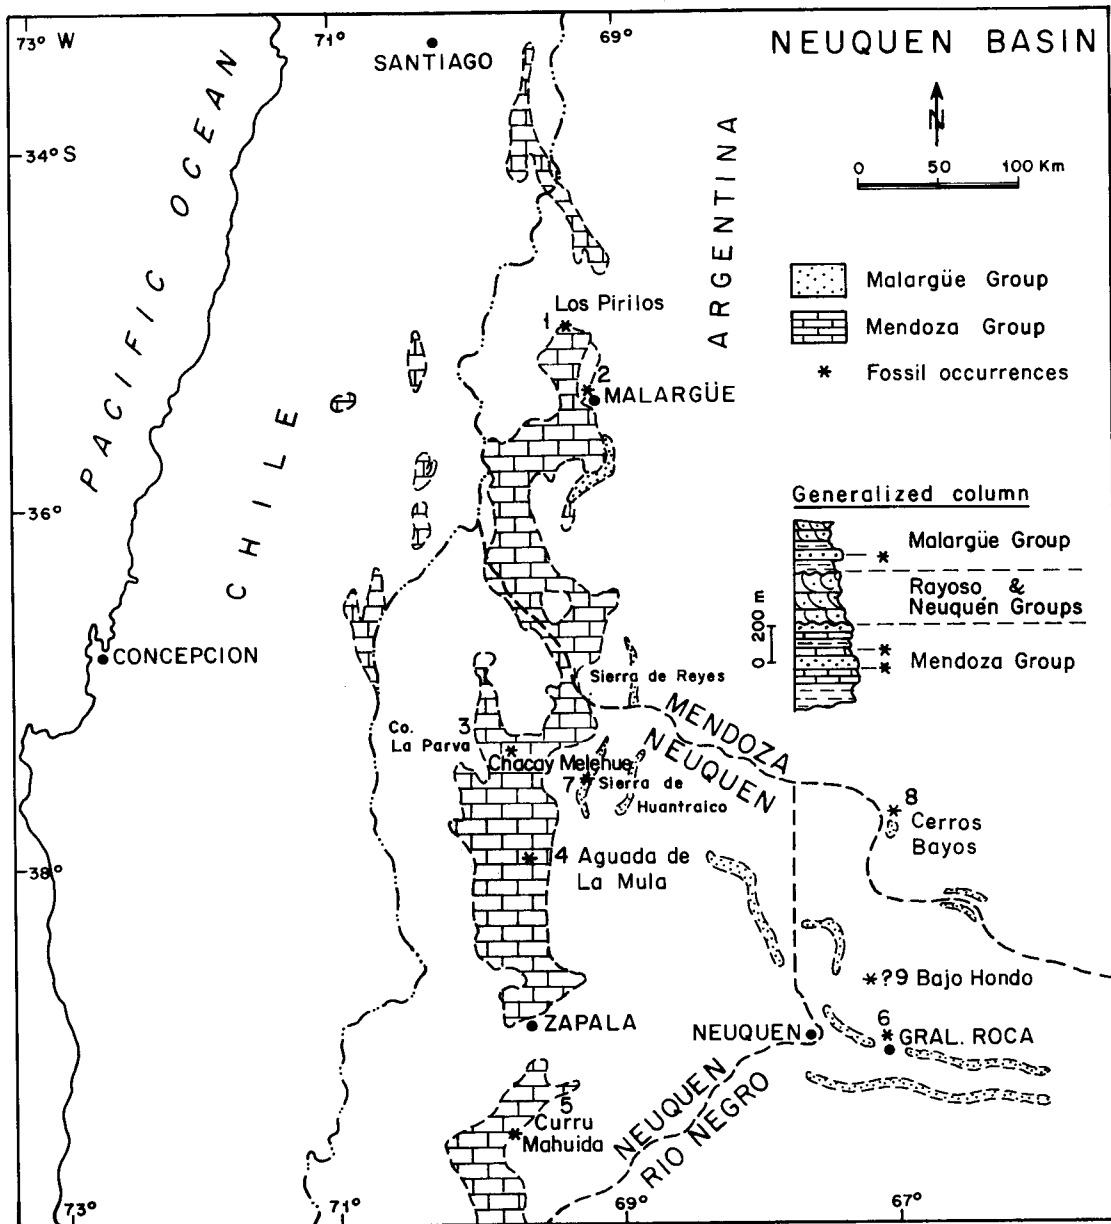 73° W
71°
69°
NEUQUEN BASIN
SANTIAGO
N
34° S
0 50 100 Km
PACIFIC OCEAN
CHILE
ARGENTINA
Malargüe Group
Mendoza Group
* Fossil occurrences
Los Pirilos
1
2
MALARGÜE
36°
Generalized column
Malargüe Group
*
Rayoso &
Neuquén Groups
200 m
0
*
* Mendoza Group
CONCEPCION
Sierra de Reyes
MENDOZA
NEUQUEN
Co.
La Parva
3
Chacay Melehue
7
Sierra de
Huantraico
8
Cerros
Bayos
38°
* 4 Aguada de
La Mula
*?9 Bajo Hondo
ZAPALA
NEUQUEN
6
GRAL. ROCA
NEUQUEN
RIO NEGRO
5
Curru
Mahuida
73°
71°
69°
67°